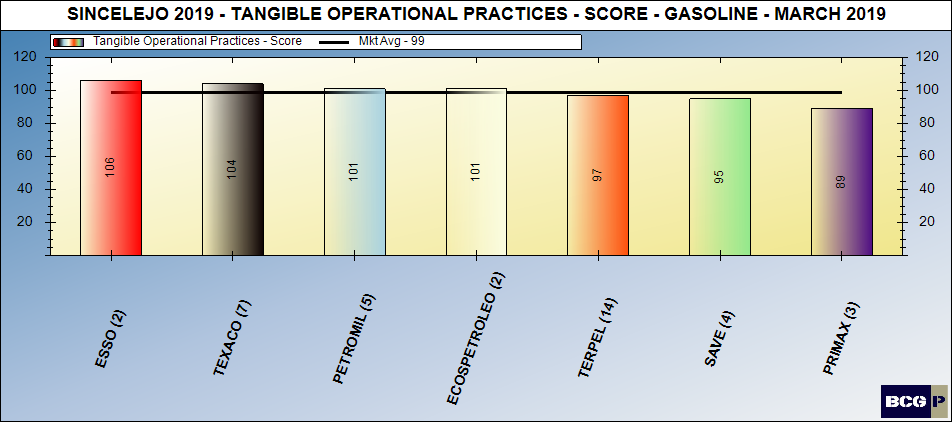 SINCELEJO 2019 - TANGIBLE OPERATIONAL PRACTICES - SCORE - GASOLINE - MARCH 2019
Tangible Operational Practices - Score
Mkt Avg - 99
120
100
80
60
40
20
120
100
80
60
40
20
106
104
101
101
97
95
89
ESSO (2)
TEXACO (7)
PETROMIL (5)
ECOSPETROLEO (2)
TERPEL (14)
SAVE (4)
PRIMAX (3)
BCG P